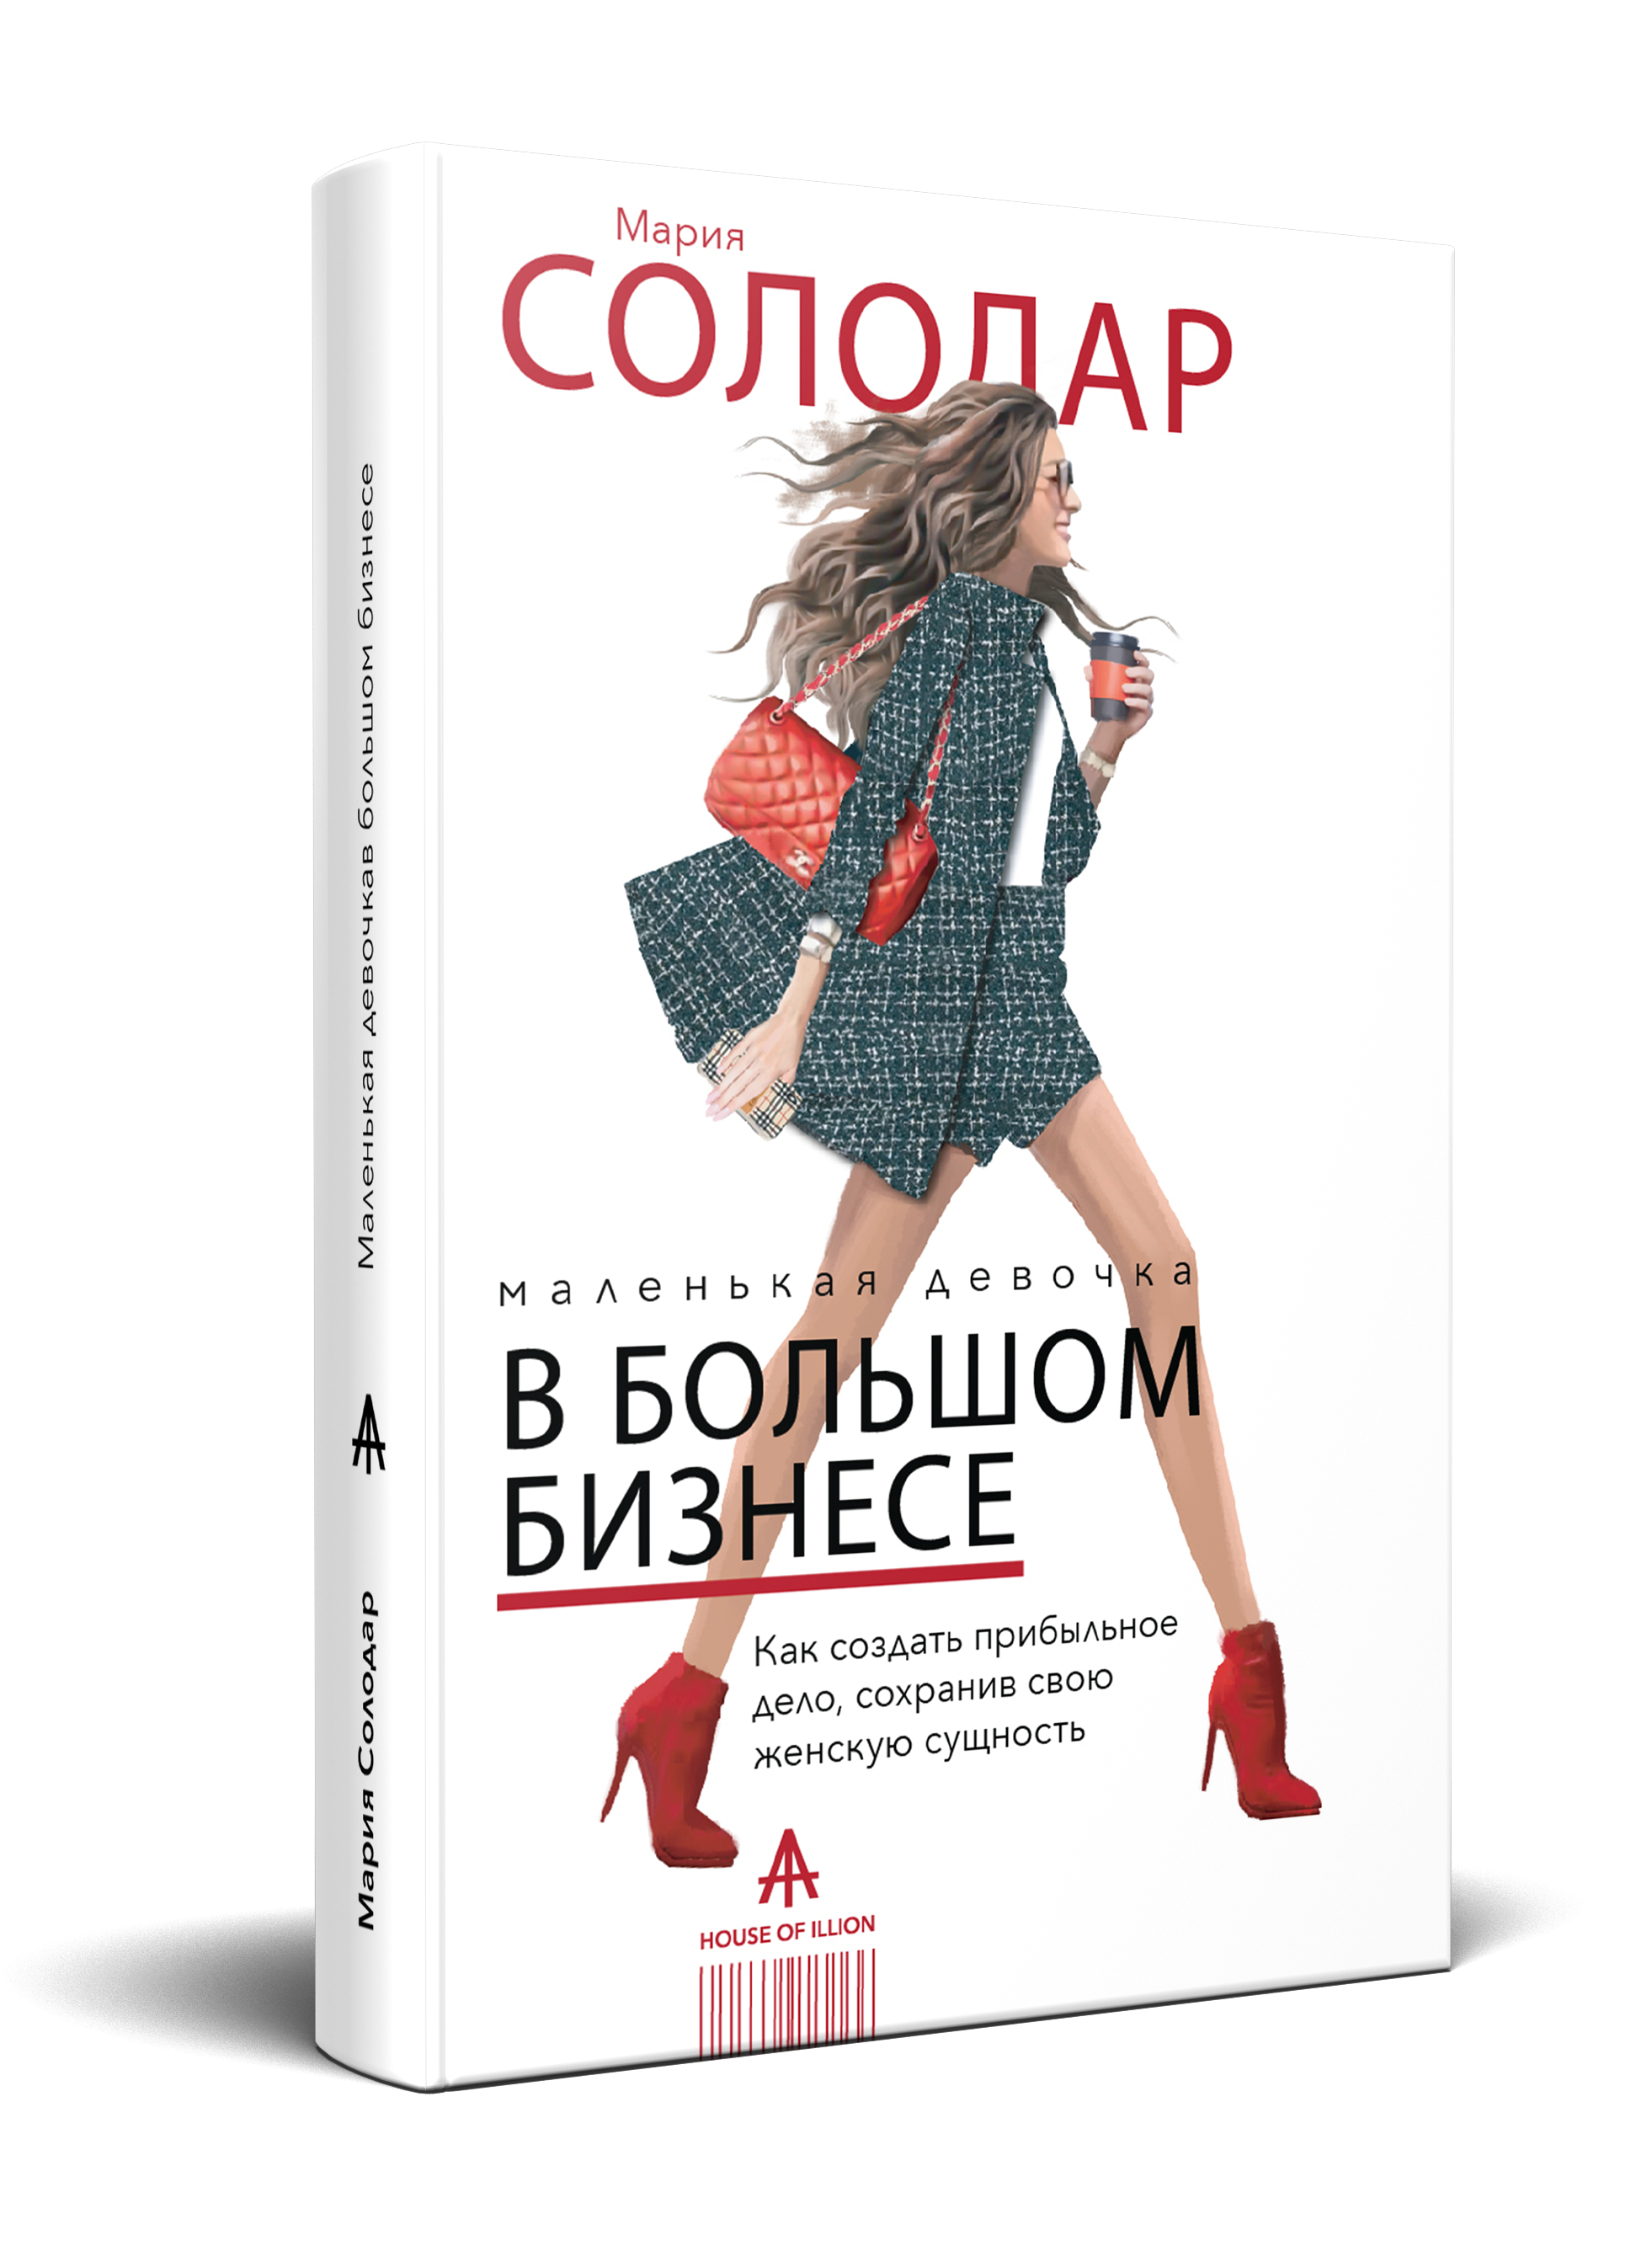 Мария
СОЛОДАР
маленькая девочка
В БОЛЬШОМ
БИЗНЕСЕ
Как создать прибыльное
дело, сохранив свою
женскую сущность
HOUSE OF ILLION
Маленькая девочкав большом бизнесе
Мария Солодар